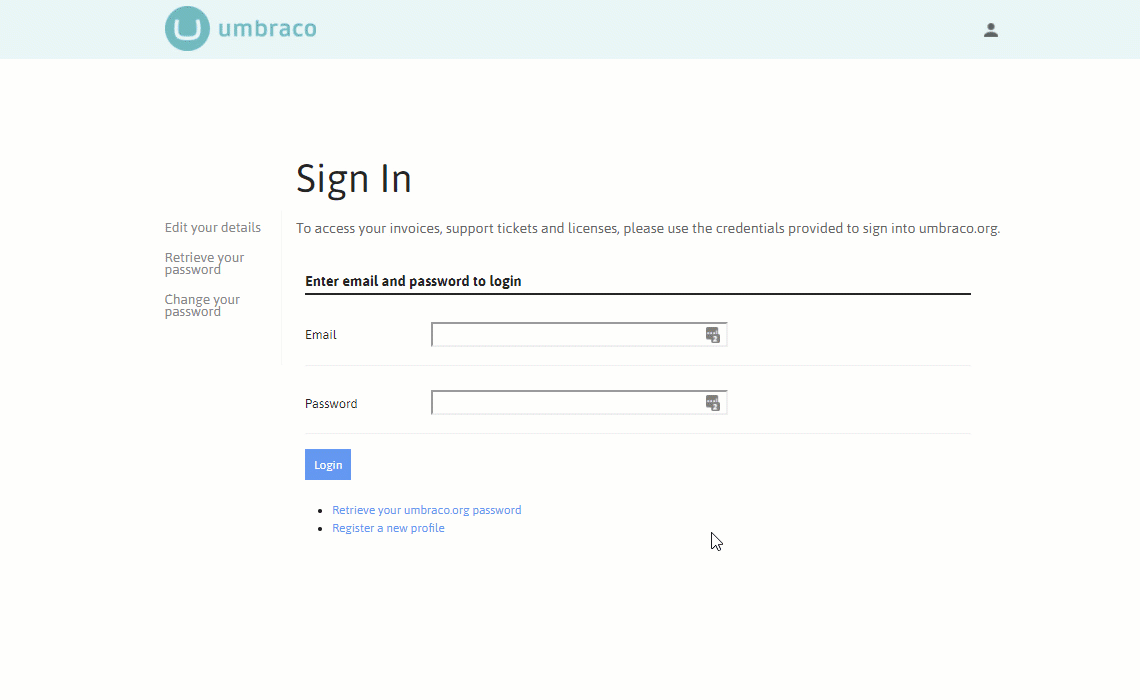 umbraco
Sign In
Edit your details
Retrieve your
password
Change your
password
To access your invoices, support tickets and licenses, please use the credentials provided to sign into umbraco.org.
Enter email and password to login
Email
Password
Login
Retrieve your umbraco.org password
Register a new profile